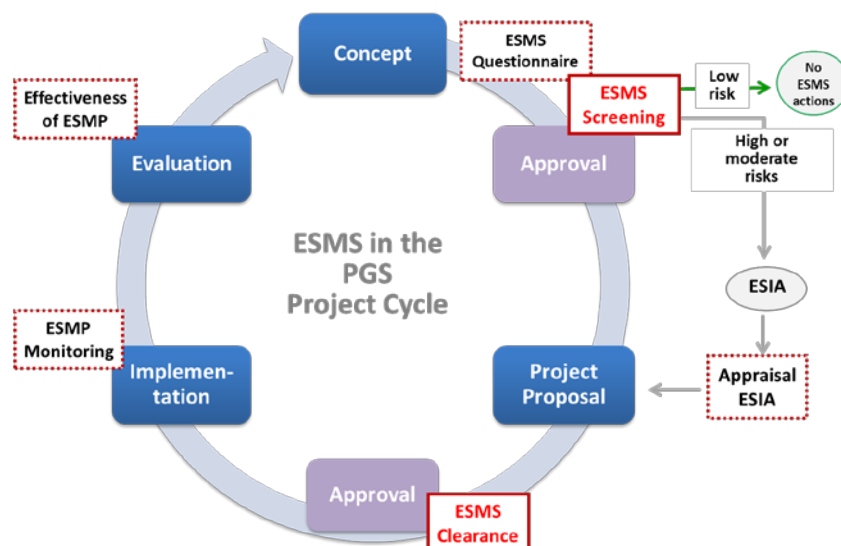 Concept
ESMS
Questionnaire
ESMS
Screening
Low
risk
No
ESMS
actions
High or
moderate
risks
Approval
ESIA
Appraisal
ESIA
Project
Proposal
ESMS
Clearance
Approval
Implemen-
tation
ESMP
Monitoring
Evaluation
Effectiveness
of ESMP
ESMS in the
PGS
Project Cycle